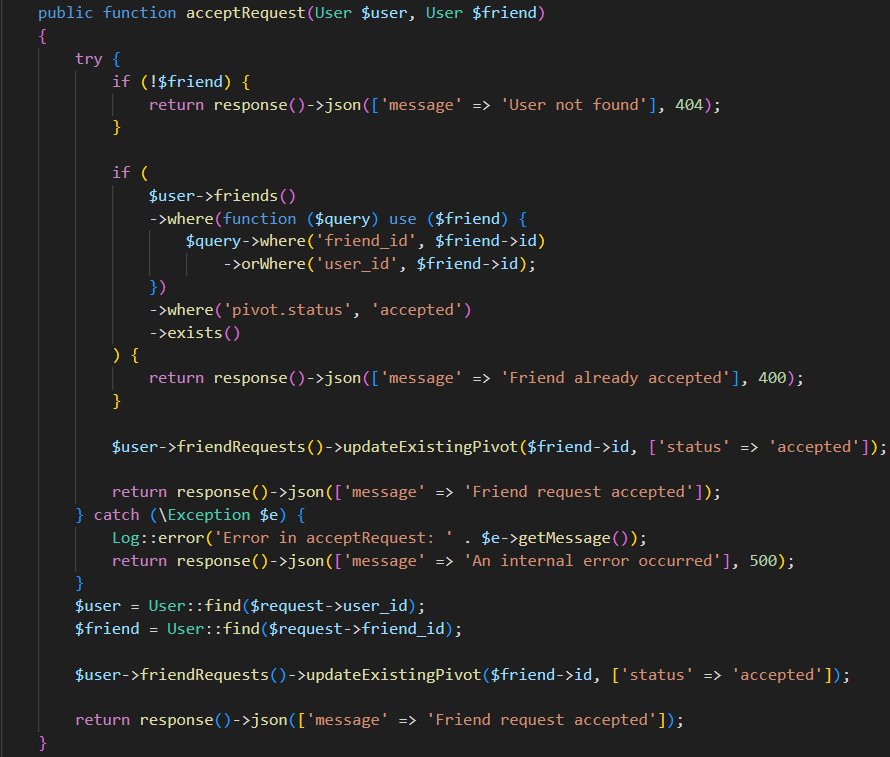 public function acceptRequest(User $user, User $friend)
{
    try {
        if (!$friend) {
            return response()->json(['message' => 'User not found'], 404);
        }

        if (
            $user->friends()
            ->where(function ($query) use ($friend) {
                $query->where('friend_id', $friend->id)
                    ->orWhere('user_id', $friend->id);
            })
            ->where('pivot.status', 'accepted')
            ->exists()
        ) {
            return response()->json(['message' => 'Friend already accepted'], 400);
        }

        $user->friendRequests()->updateExistingPivot($friend->id, ['status' => 'accepted']);

        return response()->json(['message' => 'Friend request accepted']);
    } catch (\Exception $e) {
        Log::error('Error in acceptRequest: ' . $e->getMessage());
        return response()->json(['message' => 'An internal error occurred'], 500);
    }
    $user = User::find($request->user_id);
    $friend = User::find($request->friend_id);

    $user->friendRequests()->updateExistingPivot($friend->id, ['status' => 'accepted']);

    return response()->json(['message' => 'Friend request accepted']);
}